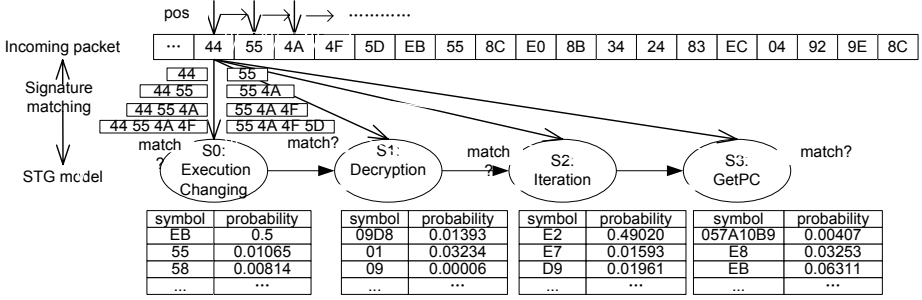 pos
…………
Incoming packet
... 44 55 4A 4F 5D EB 55 8C E0 8B 34 24 83 EC 04 92 9E 8C
Signature
matching
44 55
44 55 55 4A
44 55 4A 55 4A 4F
44 55 4A 4F 55 4A 4F 5D
match
?
match?
match
?
match?
S0:
Execution
Changing
S1:
Decryption
S2:
Iteration
S3:
GetPC
STG model
symbol probability
EB 0.5
55 0.01065
58 0.00814
... ...
symbol probability
09D8 0.01393
01 0.03234
09 0.00006
... ...
symbol probability
E2 0.49020
E7 0.01593
D9 0.01961
... ...
symbol probability
057A10B9 0.00407
E8 0.03253
EB 0.06311
... ...